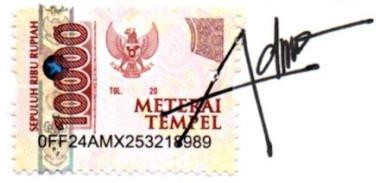 SEPULUH RIBU RUPIAH
10000
TGL. 20
METERAI
TEMPEL
0FF24AMX253218989